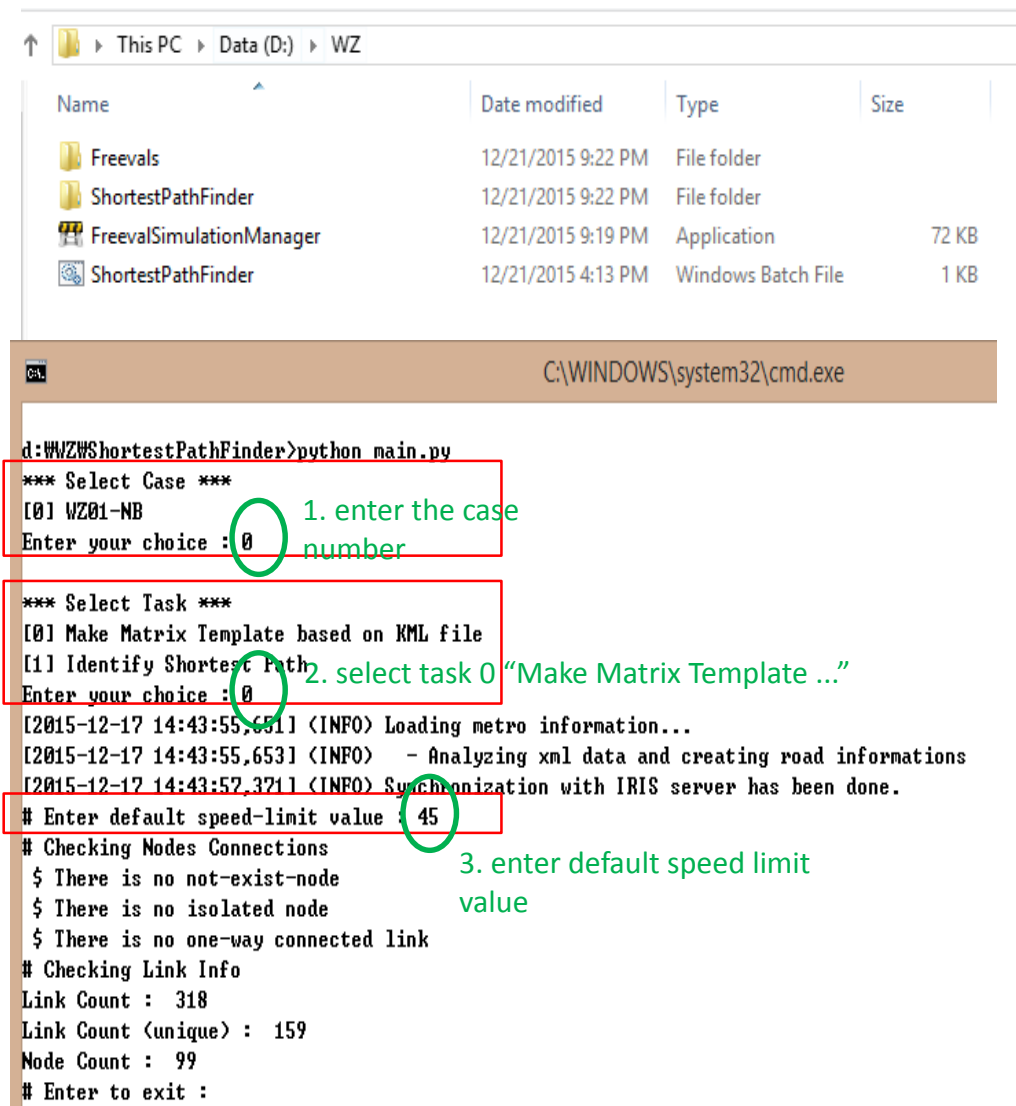 This PC ▸ Data (D:) ▸ WZ
Name Date modified Type Size
Freevals 12/21/2015 9:22 PM File folder
ShortestPathFinder 12/21/2015 9:22 PM File folder
FreevalSimulationManager 12/21/2015 9:19 PM Application 72 KB
ShortestPathFinder 12/21/2015 4:13 PM Windows Batch File 1 KB
C:\WINDOWS\system32\cmd.exe
d:₩WZ₩ShortestPathFinder>python main.py
*** Select Case ***
[0] WZ01-NB
Enter your choice : 0
1. enter the case
number
*** Select Task ***
[0] Make Matrix Template based on KML file
[1] Identify Shortest Path
Enter your choice : 0
2. select task 0 “Make Matrix Template ...”
[2015-12-17 14:43:55,651] (INFO) Loading metro information...
[2015-12-17 14:43:55,653] (INFO)   - Analyzing xml data and creating road informations
[2015-12-17 14:43:57,371] (INFO) Synchronization with IRIS server has been done.
# Enter default speed-limit value : 45
3. enter default speed limit
value
# Checking Nodes Connections
$ There is no not-exist-node
$ There is no isolated node
$ There is no one-way connected link
# Checking Link Info
Link Count :  318
Link Count (unique) :  159
Node Count :  99
# Enter to exit :